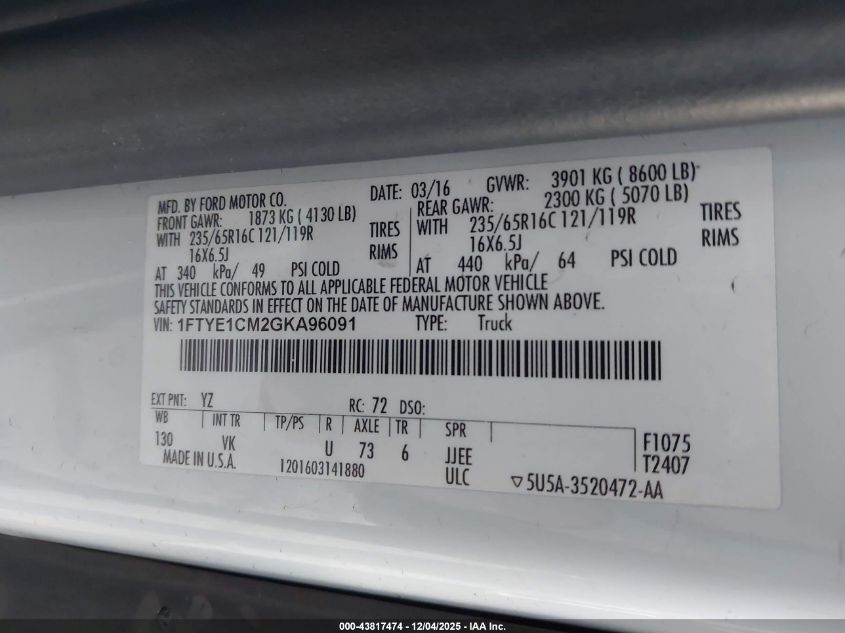 MFD. BY FORD MOTOR CO. DATE: 03/16 GVWR: 3901 KG ( 8600 LB)
FRONT GAWR: 1873 KG ( 4130 LB) REAR GAWR: 2300 KG ( 5070 LB)
WITH 235/65R16C 121/119R TIRES WITH 235/65R16C 121/119R TIRES
16X6.5J RIMS 16X6.5J RIMS
AT 340 kPa/ 49 PSI COLD AT 440 kPa/ 64 PSI COLD
THIS VEHICLE CONFORMS TO ALL APPLICABLE FEDERAL MOTOR VEHICLE
SAFETY STANDARDS IN EFFECT ON THE DATE OF MANUFACTURE SHOWN ABOVE.
VIN: 1FTYE1CM2GKA96091 TYPE: Truck
EXT PNT: YZ RC: 72 DSO:
WB INT TR TP/PS R AXLE TR SPR
130 VK U 73 6 JJEE F1075
MADE IN U.S.A. 1201603141880 ULC T2407
5U5A-3520472-AA
000-43817474 - 12/04/2025 - IAA Inc.